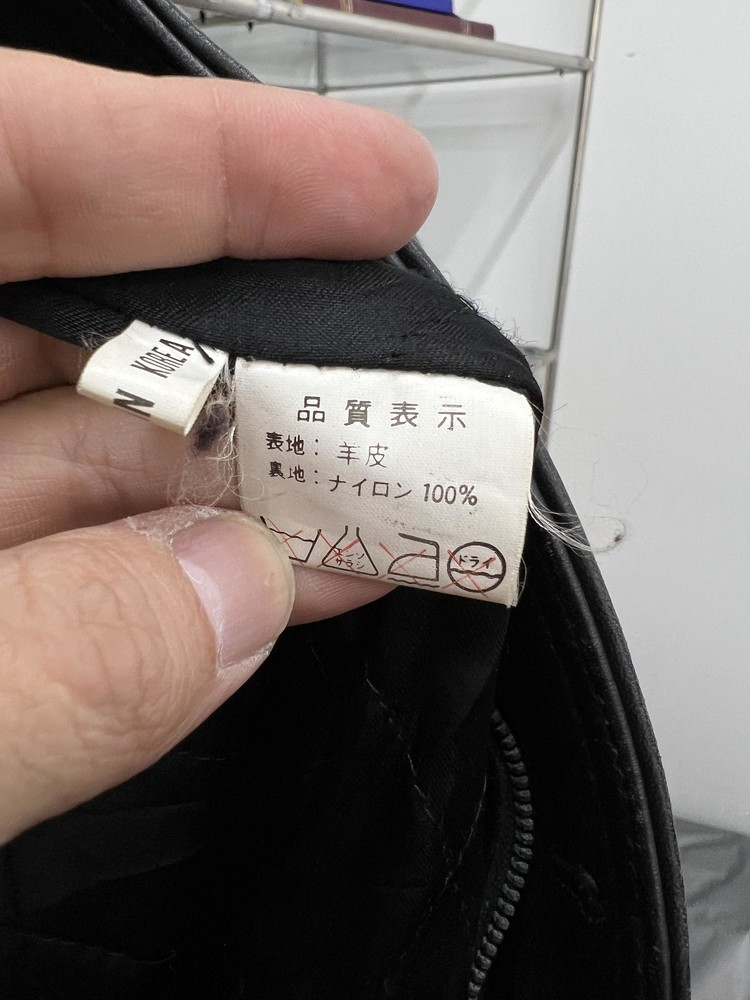 N KOREA
品質表示
表地：羊皮
裏地：ナイロン 100%
エンソ
サラシ
ドライ